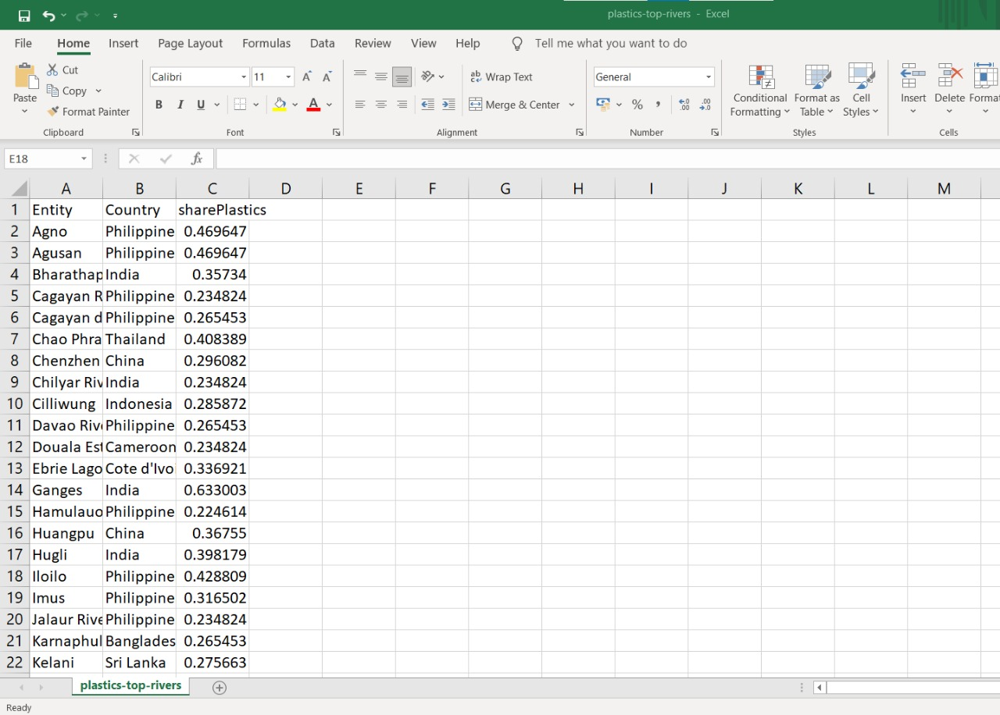 plastics-top-rivers - Excel
File Home Insert Page Layout Formulas Data Review View Help Tell me what you want to do
Paste Cut Copy Format Painter
Clipboard
Calibri 11 A A
B I U A
Font
ab Wrap Text
Merge & Center
Alignment
General
% , .00 .00
Number
Conditional Formatting Format as Table Cell Styles
Styles
Insert Delete Format
Cells
E18 fx
A B C D E F G H I J K L M
1 Entity Country sharePlastics
2 Agno Philippine 0.469647
3 Agusan Philippine 0.469647
4 Bharathap India 0.35734
5 Cagayan R Philippine 0.234824
6 Cagayan d Philippine 0.265453
7 Chao Phra Thailand 0.408389
8 Chenzhen China 0.296082
9 Chilyar Riv India 0.234824
10 Cilliwung Indonesia 0.285872
11 Davao Rive Philippine 0.265453
12 Douala Est Cameroon 0.234824
13 Ebrie Lago Cote d'Ivo 0.336921
14 Ganges India 0.633003
15 Hamulauo Philippine 0.224614
16 Huangpu China 0.36755
17 Hugli India 0.398179
18 Iloilo Philippine 0.428809
19 Imus Philippine 0.316502
20 Jalaur Rive Philippine 0.234824
21 Karnaphul Banglades 0.265453
22 Kelani Sri Lanka 0.275663
plastics-top-rivers
Ready